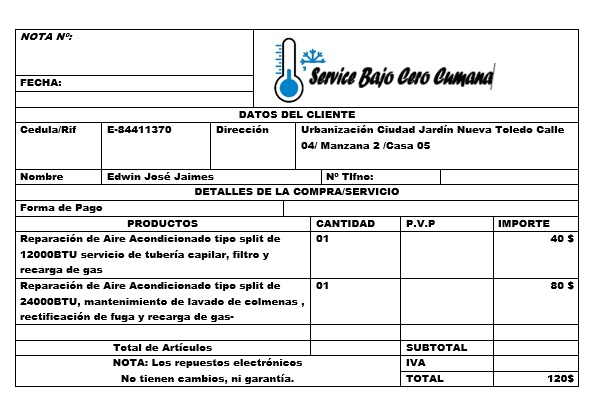 NOTA Nº:
Service Bajo Cero Cumana
FECHA:
DATOS DEL CLIENTE
Cedula/Rif E-84411370 Dirección Urbanización Ciudad Jardín Nueva Toledo Calle
04/ Manzana 2 /Casa 05
Nombre Edwin José Jaimes Nº Tlfno:
DETALLES DE LA COMPRA/SERVICIO
Forma de Pago
PRODUCTOS CANTIDAD P.V.P IMPORTE
Reparación de Aire Acondicionado tipo split de 01 40 $
12000BTU servicio de tubería capilar, filtro y
recarga de gas
Reparación de Aire Acondicionado tipo split de 01 80 $
24000BTU, mantenimiento de lavado de colmenas ,
rectificación de fuga y recarga de gas-
Total de Artículos SUBTOTAL
NOTA: Los repuestos electrónicos IVA
No tienen cambios, ni garantía. TOTAL 120$